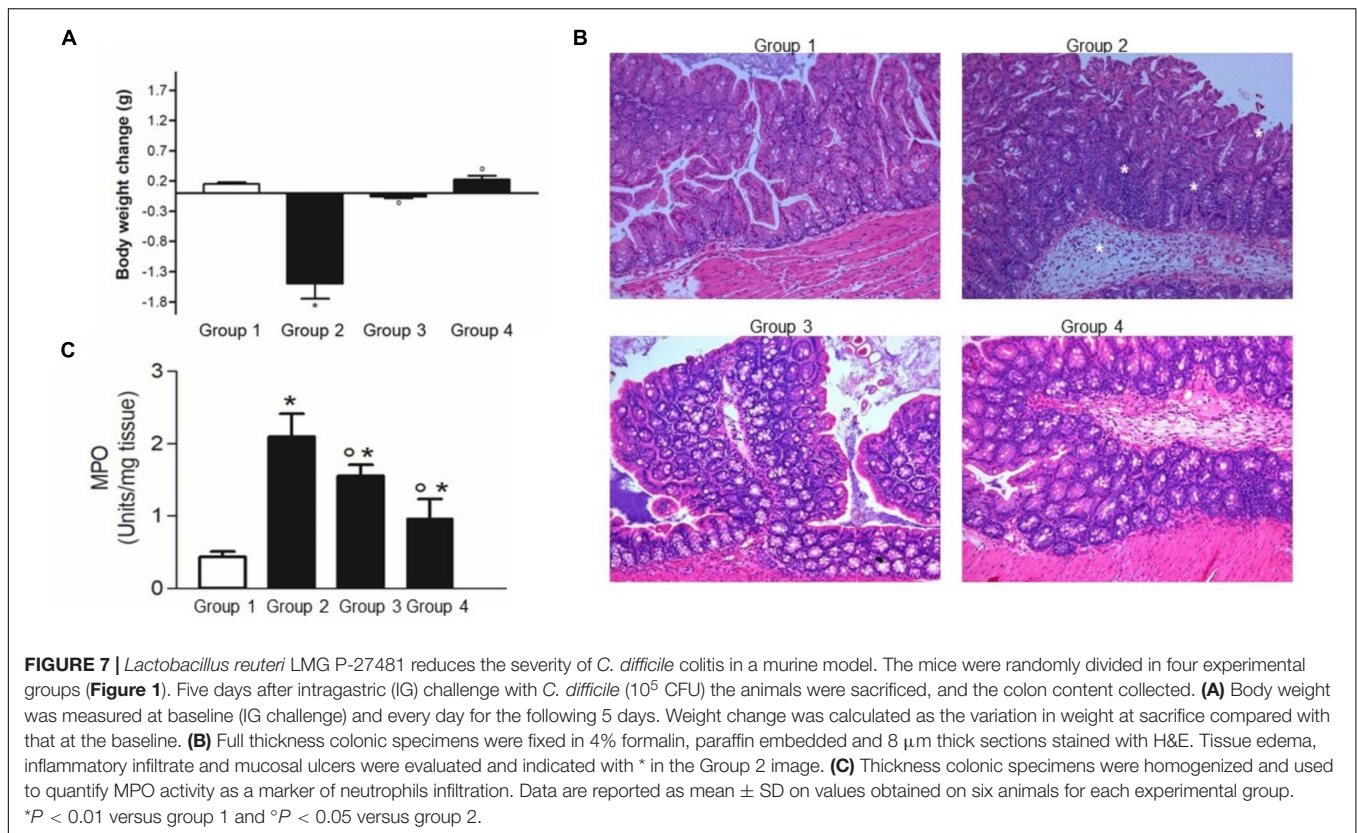 A
B
Group 1
Group 2
Body weight change (g)
1.7
1.2
0.7
0.2
-0.3
-0.8
-1.3
-1.8
°
°
*
Group 1 Group 2 Group 3 Group 4
*
*
*
*
Group 3
Group 4
C
MPO
(Units/mg tissue)
3
2
1
0
*
° *
° *
Group 1 Group 2 Group 3 Group 4
FIGURE 7 | Lactobacillus reuteri LMG P-27481 reduces the severity of C. difficile colitis in a murine model. The mice were randomly divided in four experimental
groups (Figure 1). Five days after intragastric (IG) challenge with C. difficile (10⁵ CFU) the animals were sacrificed, and the colon content collected. (A) Body weight
was measured at baseline (IG challenge) and every day for the following 5 days. Weight change was calculated as the variation in weight at sacrifice compared with
that at the baseline. (B) Full thickness colonic specimens were fixed in 4% formalin, paraffin embedded and 8 μm thick sections stained with H&E. Tissue edema,
inflammatory infiltrate and mucosal ulcers were evaluated and indicated with * in the Group 2 image. (C) Thickness colonic specimens were homogenized and used
to quantify MPO activity as a marker of neutrophils infiltration. Data are reported as mean ± SD on values obtained on six animals for each experimental group.
*P < 0.01 versus group 1 and °P < 0.05 versus group 2.